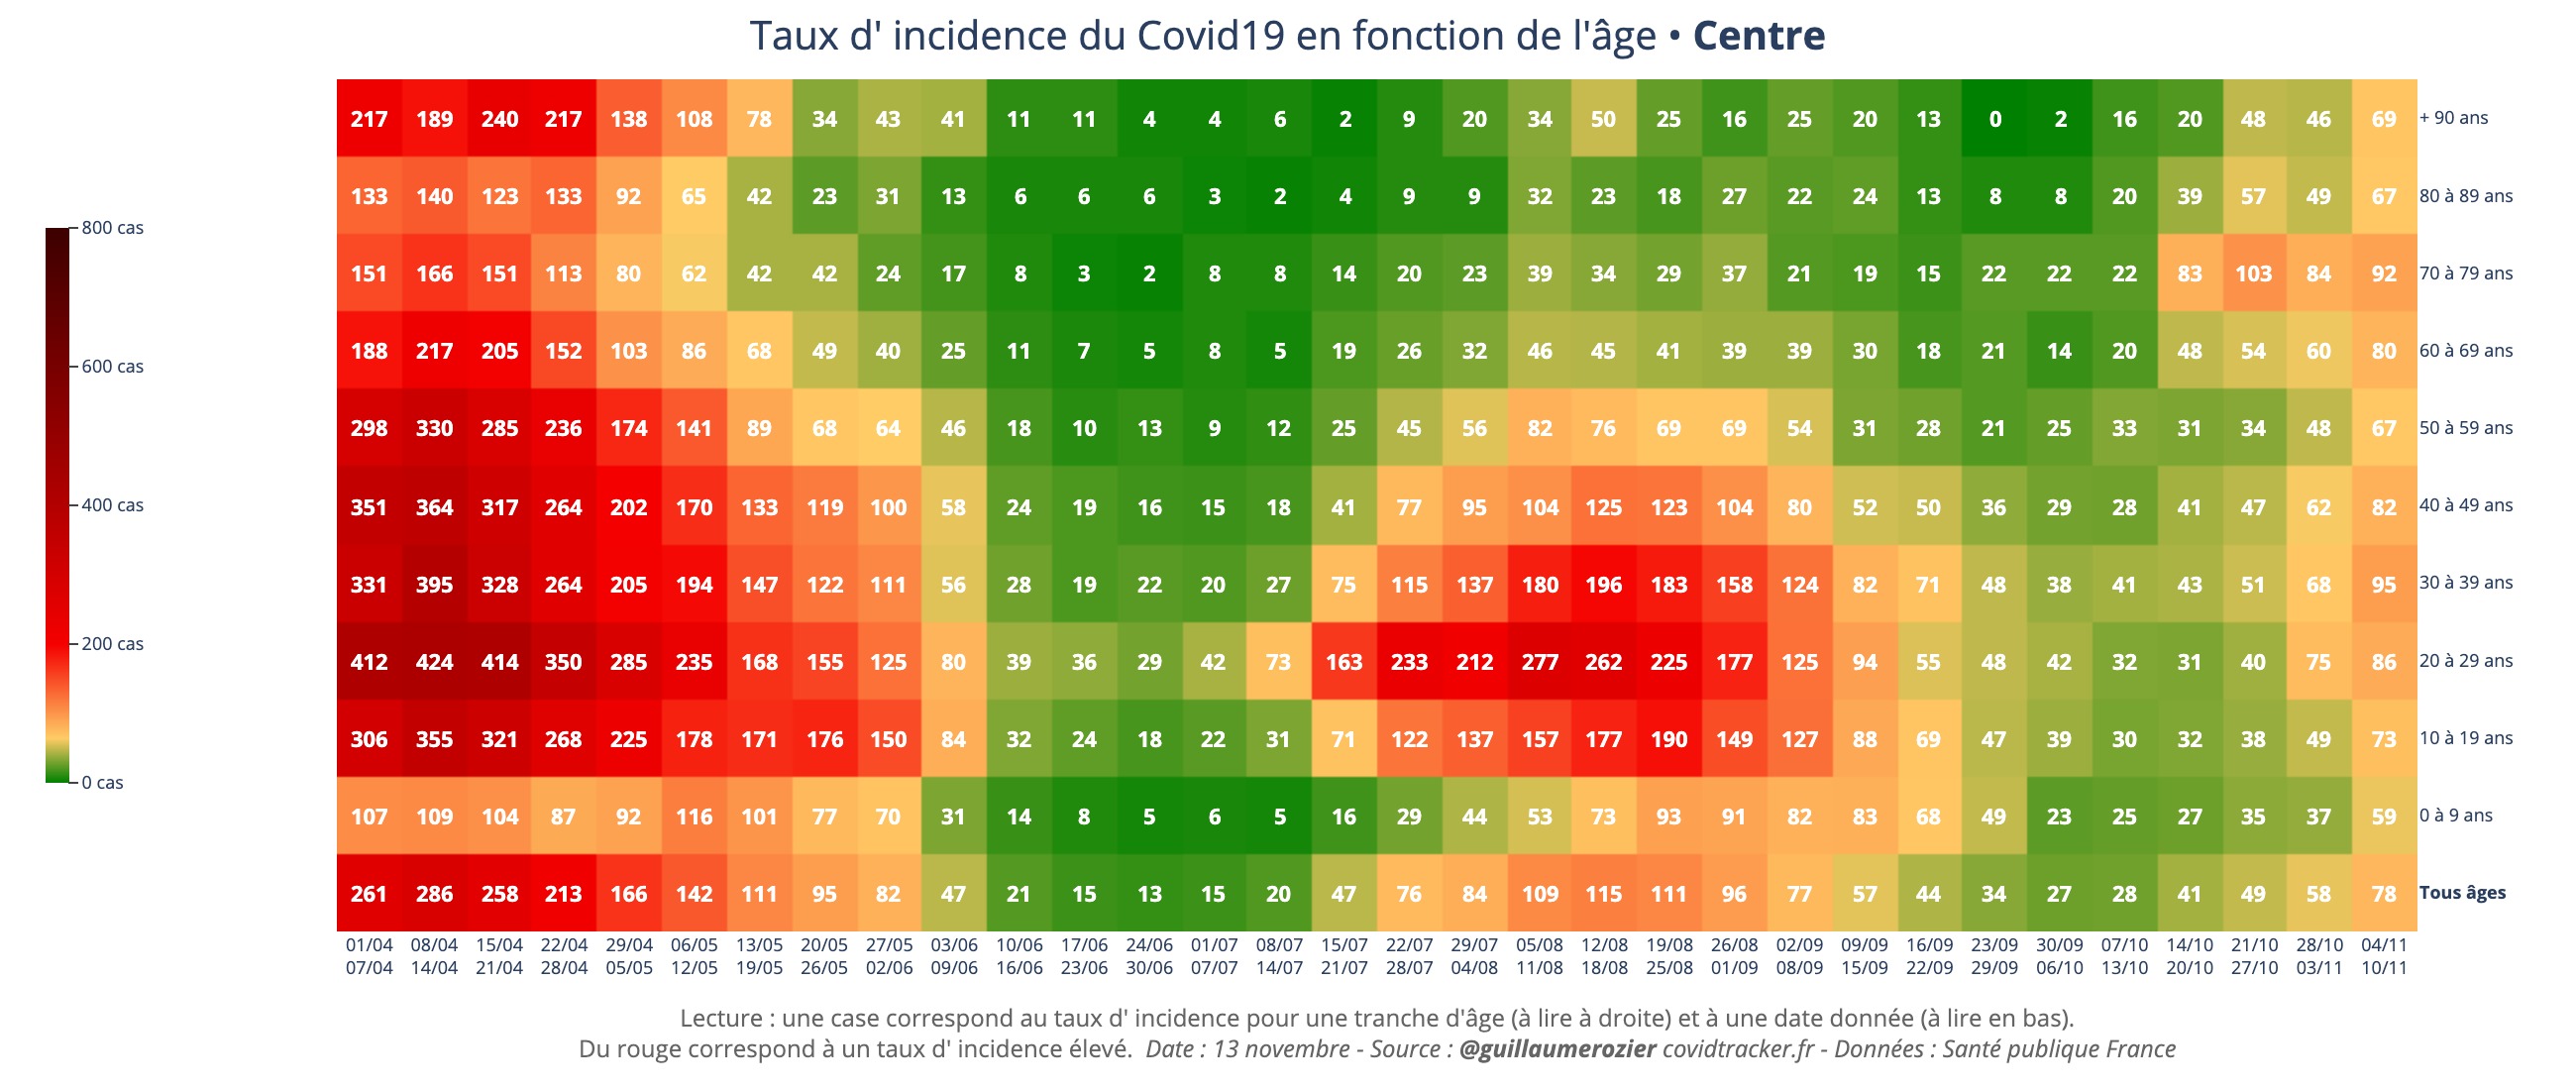 Taux d' incidence du Covid19 en fonction de l'âge • Centre
217 189 240 217 138 108 78 34 43 41 11 11 4 4 6 2 9 20 34 50 25 16 25 20 13 0 2 16 20 48 46 69 + 90 ans
133 140 123 133 92 65 42 23 31 13 6 6 6 3 2 4 9 9 32 23 18 27 22 24 13 8 8 20 39 57 49 67 80 à 89 ans
800 cas
151 166 151 113 80 62 42 42 24 17 8 3 2 8 8 14 20 23 39 34 29 37 21 19 15 22 22 22 83 103 84 92 70 à 79 ans
188 217 205 152 103 86 68 49 40 25 11 7 5 8 5 19 26 32 46 45 41 39 39 30 18 21 14 20 48 54 60 80 60 à 69 ans
600 cas
298 330 285 236 174 141 89 68 64 46 18 10 13 9 12 25 45 56 82 76 69 69 54 31 28 21 25 33 31 34 48 67 50 à 59 ans
400 cas
351 364 317 264 202 170 133 119 100 58 24 19 16 15 18 41 77 95 104 125 123 104 80 52 50 36 29 28 41 47 62 82 40 à 49 ans
331 395 328 264 205 194 147 122 111 56 28 19 22 20 27 75 115 137 180 196 183 158 124 82 71 48 38 41 43 51 68 95 30 à 39 ans
200 cas
412 424 414 350 285 235 168 155 125 80 39 36 29 42 73 163 233 212 277 262 225 177 125 94 55 48 42 32 31 40 75 86 20 à 29 ans
306 355 321 268 225 178 171 176 150 84 32 24 18 22 31 71 122 137 157 177 190 149 127 88 69 47 39 30 32 38 49 73 10 à 19 ans
0 cas
107 109 104 87 92 116 101 77 70 31 14 8 5 6 5 16 29 44 53 73 93 91 82 83 68 49 23 25 27 35 37 59 0 à 9 ans
261 286 258 213 166 142 111 95 82 47 21 15 13 15 20 47 76 84 109 115 111 96 77 57 44 34 27 28 41 49 58 78 Tous âges
01/04 08/04 15/04 22/04 29/04 06/05 13/05 20/05 27/05 03/06 10/06 17/06 24/06 01/07 08/07 15/07 22/07 29/07 05/08 12/08 19/08 26/08 02/09 09/09 16/09 23/09 30/09 07/10 14/10 21/10 28/10 04/11
07/04 14/04 21/04 28/04 05/05 12/05 19/05 26/05 02/06 09/06 16/06 23/06 30/06 07/07 14/07 21/07 28/07 04/08 11/08 18/08 25/08 01/09 08/09 15/09 22/09 29/09 06/10 13/10 20/10 27/10 03/11 10/11
Lecture : une case correspond au taux d' incidence pour une tranche d'âge (à lire à droite) et à une date donnée (à lire en bas).
Du rouge correspond à un taux d' incidence élevé. Date : 13 novembre - Source : @guillaumerozier covidtracker.fr - Données : Santé publique France